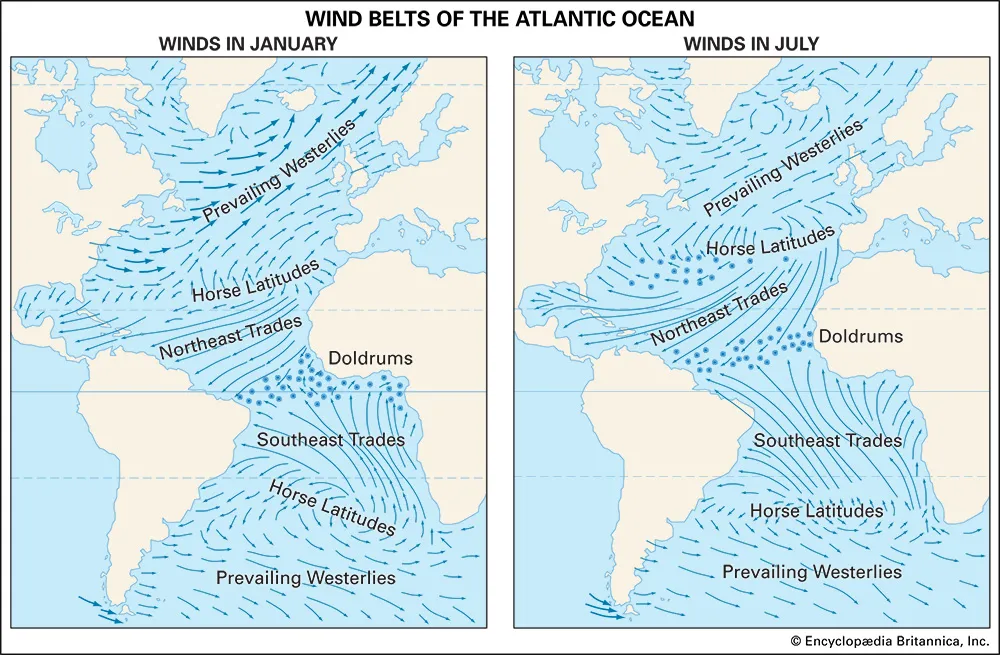 WIND BELTS OF THE ATLANTIC OCEAN
WINDS IN JANUARY
Prevailing Westerlies
Horse Latitudes
Northeast Trades
Doldrums
Southeast Trades
Horse Latitudes
Prevailing Westerlies
WINDS IN JULY
Prevailing Westerlies
Horse Latitudes
Northeast Trades
Doldrums
Southeast Trades
Horse Latitudes
Prevailing Westerlies
© Encyclopædia Britannica, Inc.